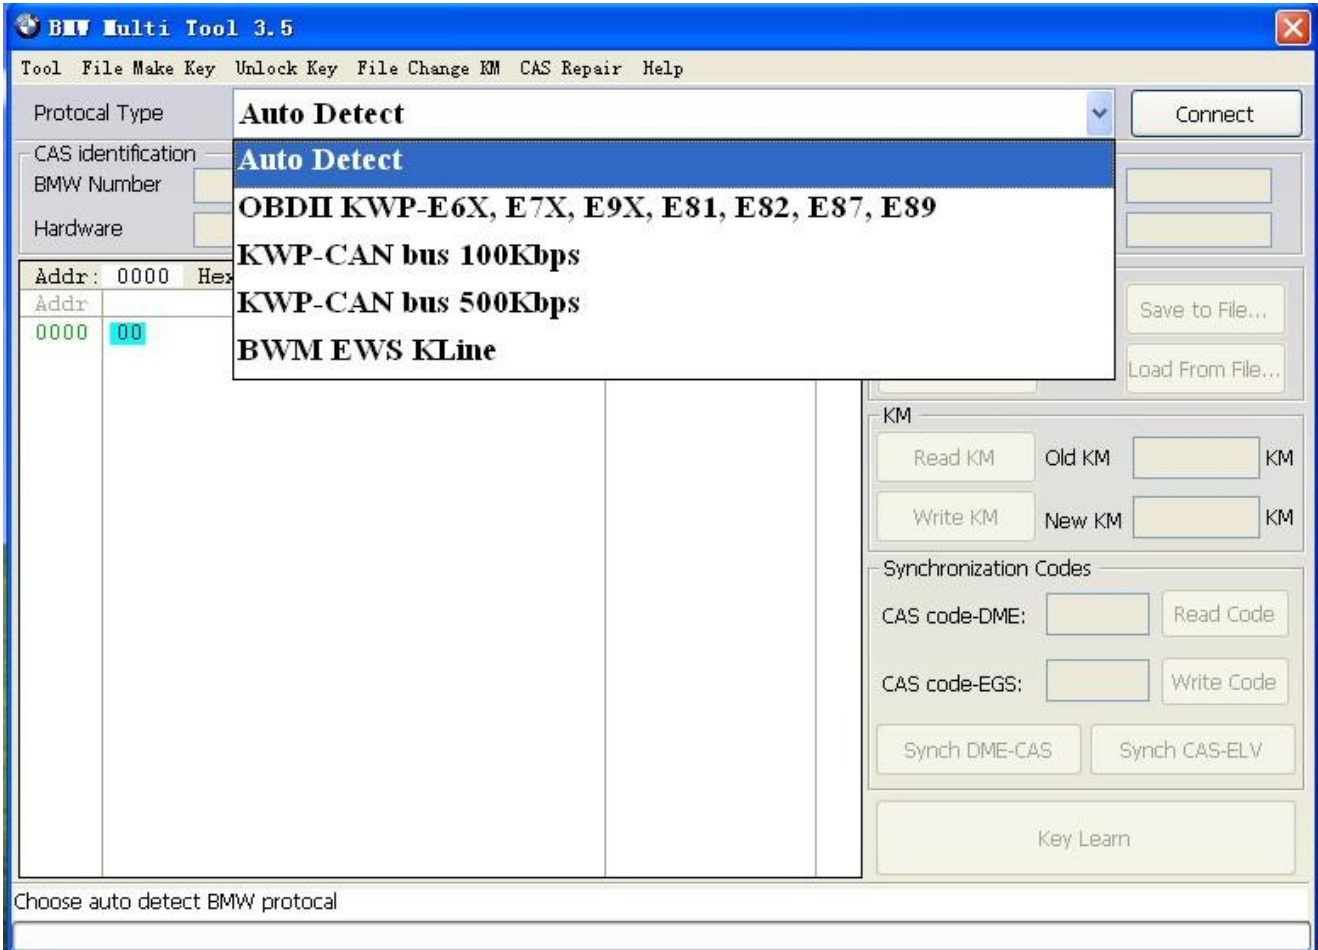 BMW Multi Tool 3.5
Tool File Make Key Unlock Key File Change KM CAS Repair Help
Protocal Type Auto Detect Connect
Auto Detect
OBDII KWP-E6X, E7X, E9X, E81, E82, E87, E89
KWP-CAN bus 100Kbps
KWP-CAN bus 500Kbps
BWM EWS KLine
CAS identification
BMW Number
Hardware
Addr: 0000
Addr
0000 00
Save to File...
Load From File...
KM
Read KM Old KM KM
Write KM New KM KM
Synchronization Codes
CAS code-DME: Read Code
CAS code-EGS: Write Code
Synch DME-CAS Synch CAS-ELV
Key Learn
Choose auto detect BMW protocal